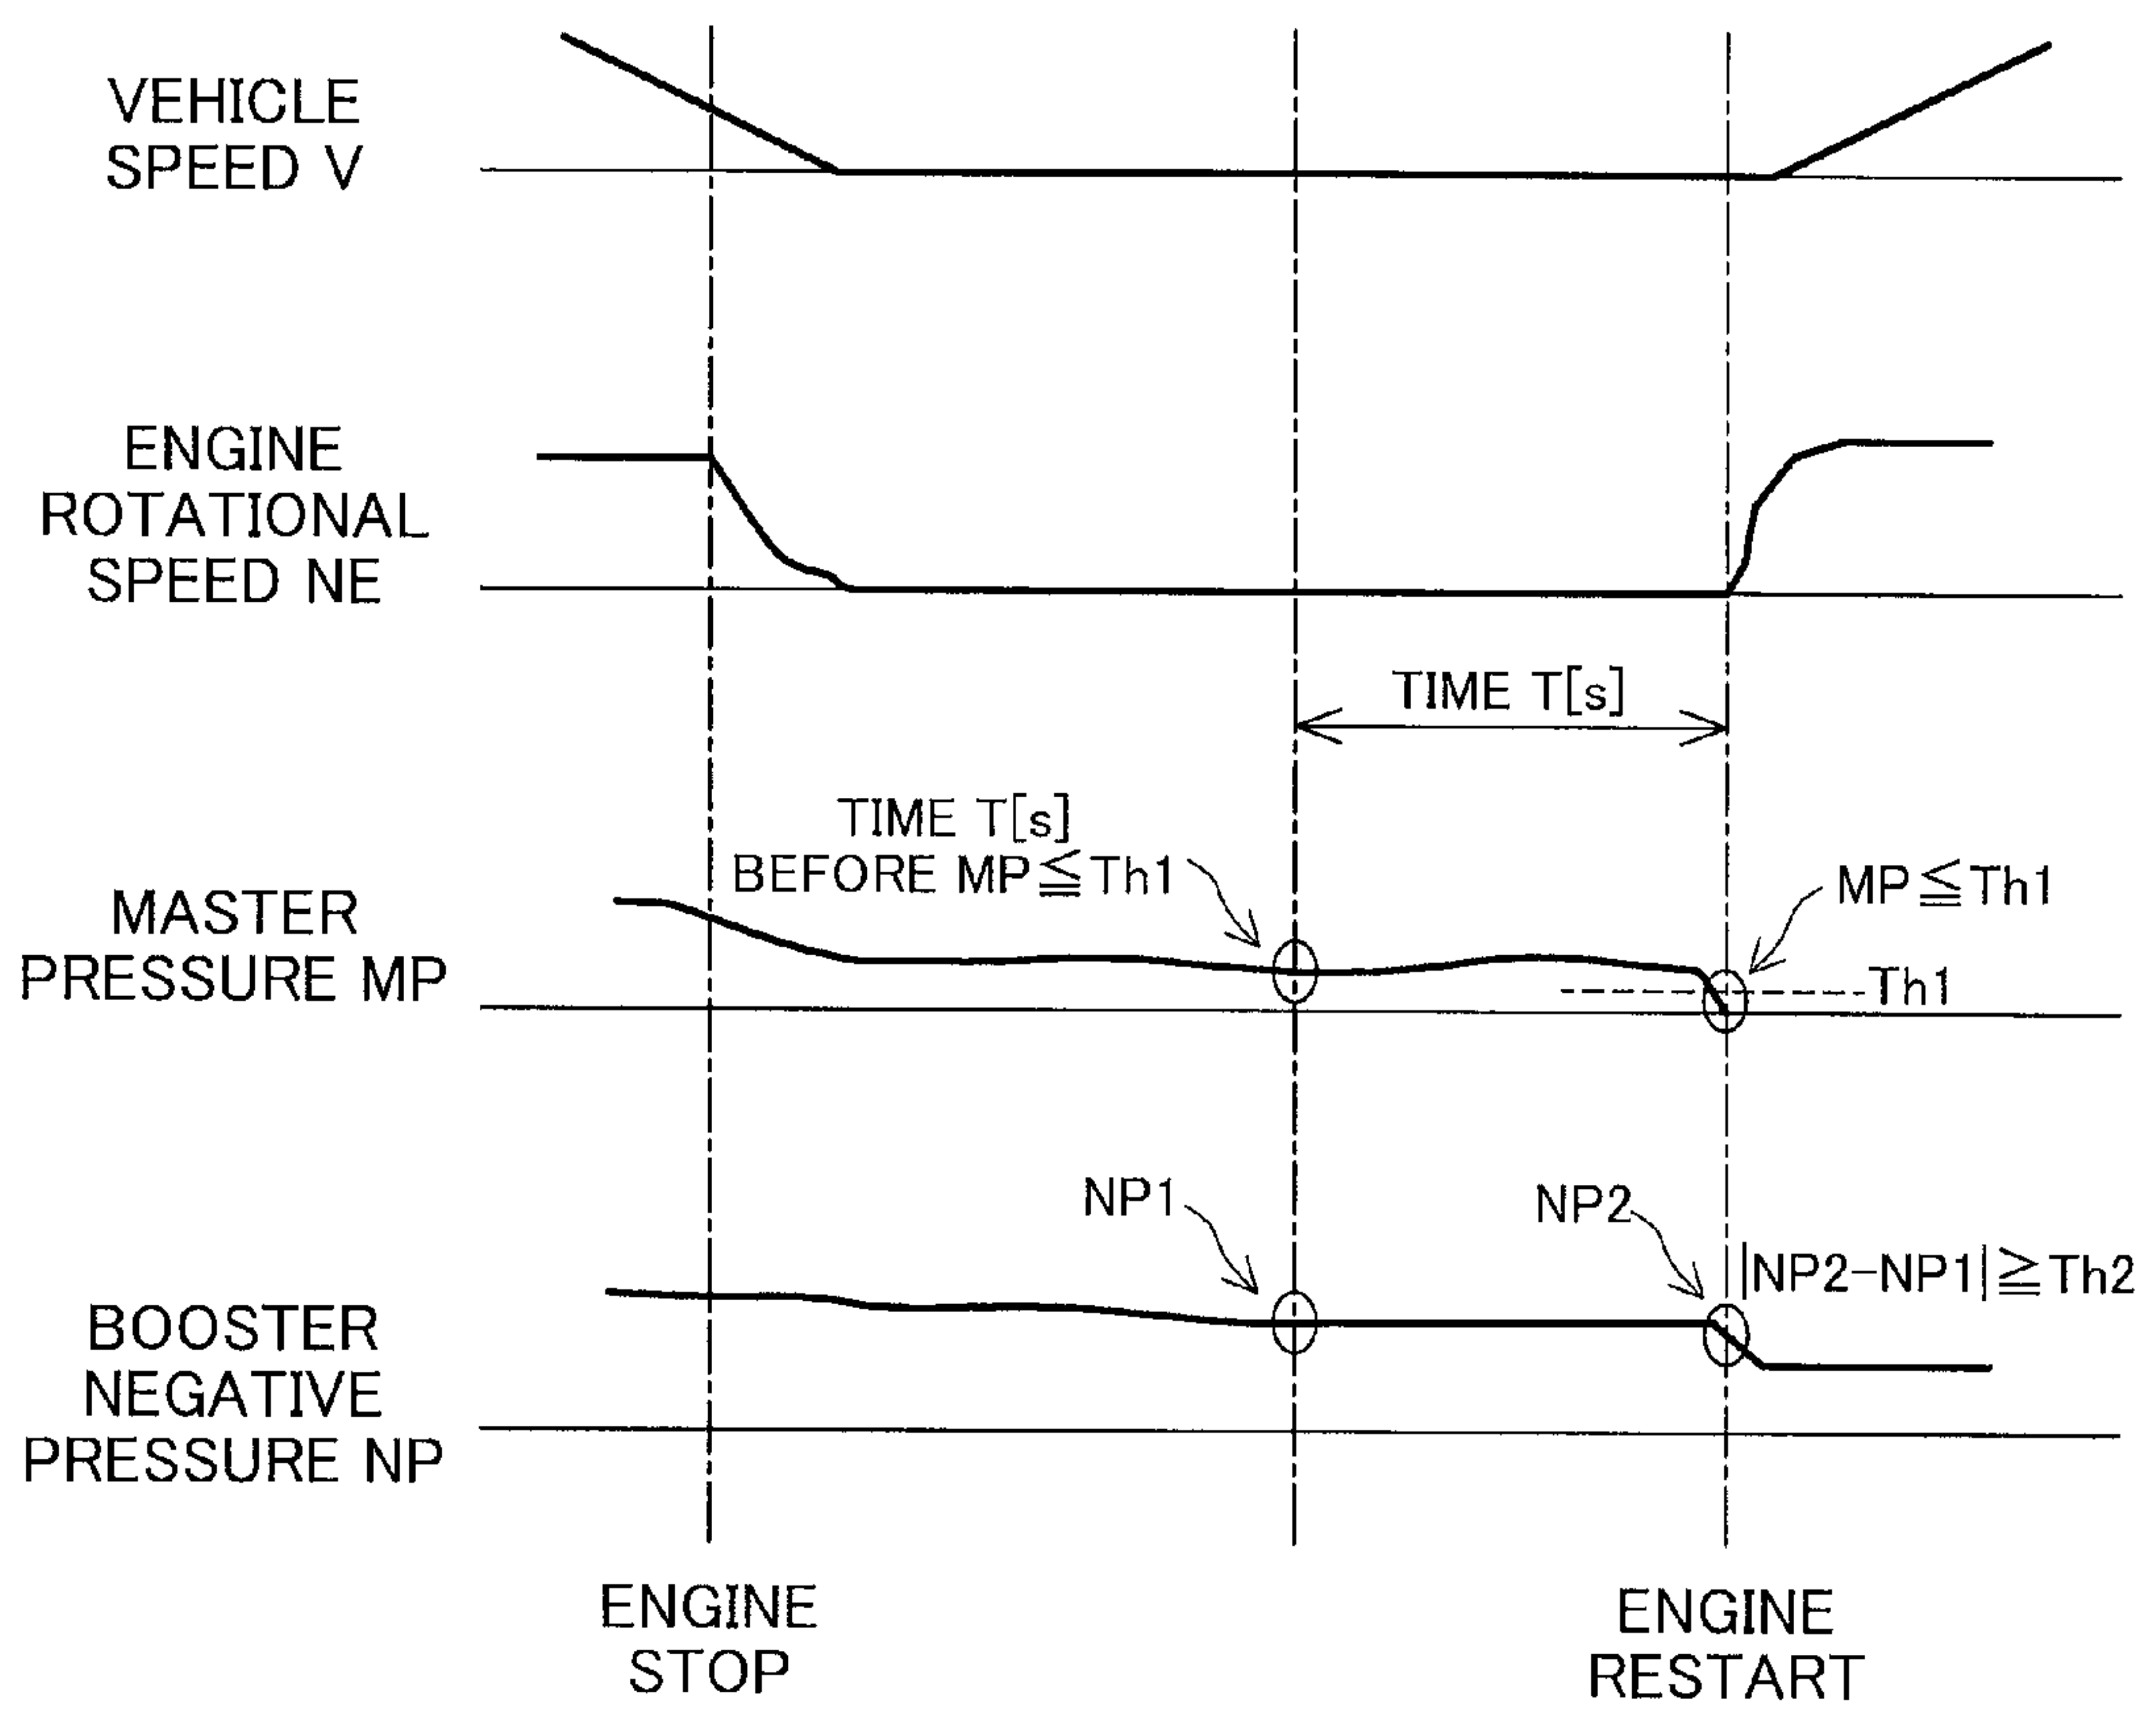 VEHICLE
SPEED V
ENGINE
ROTATIONAL
SPEED NE
TIME T[s]
TIME T[s]
BEFORE MP≦Th1
MP≦Th1
MASTER
PRESSURE MP
Th1
NP1
NP2
|NP2-NP1|≧Th2
BOOSTER
NEGATIVE
PRESSURE NP
ENGINE
STOP
ENGINE
RESTART